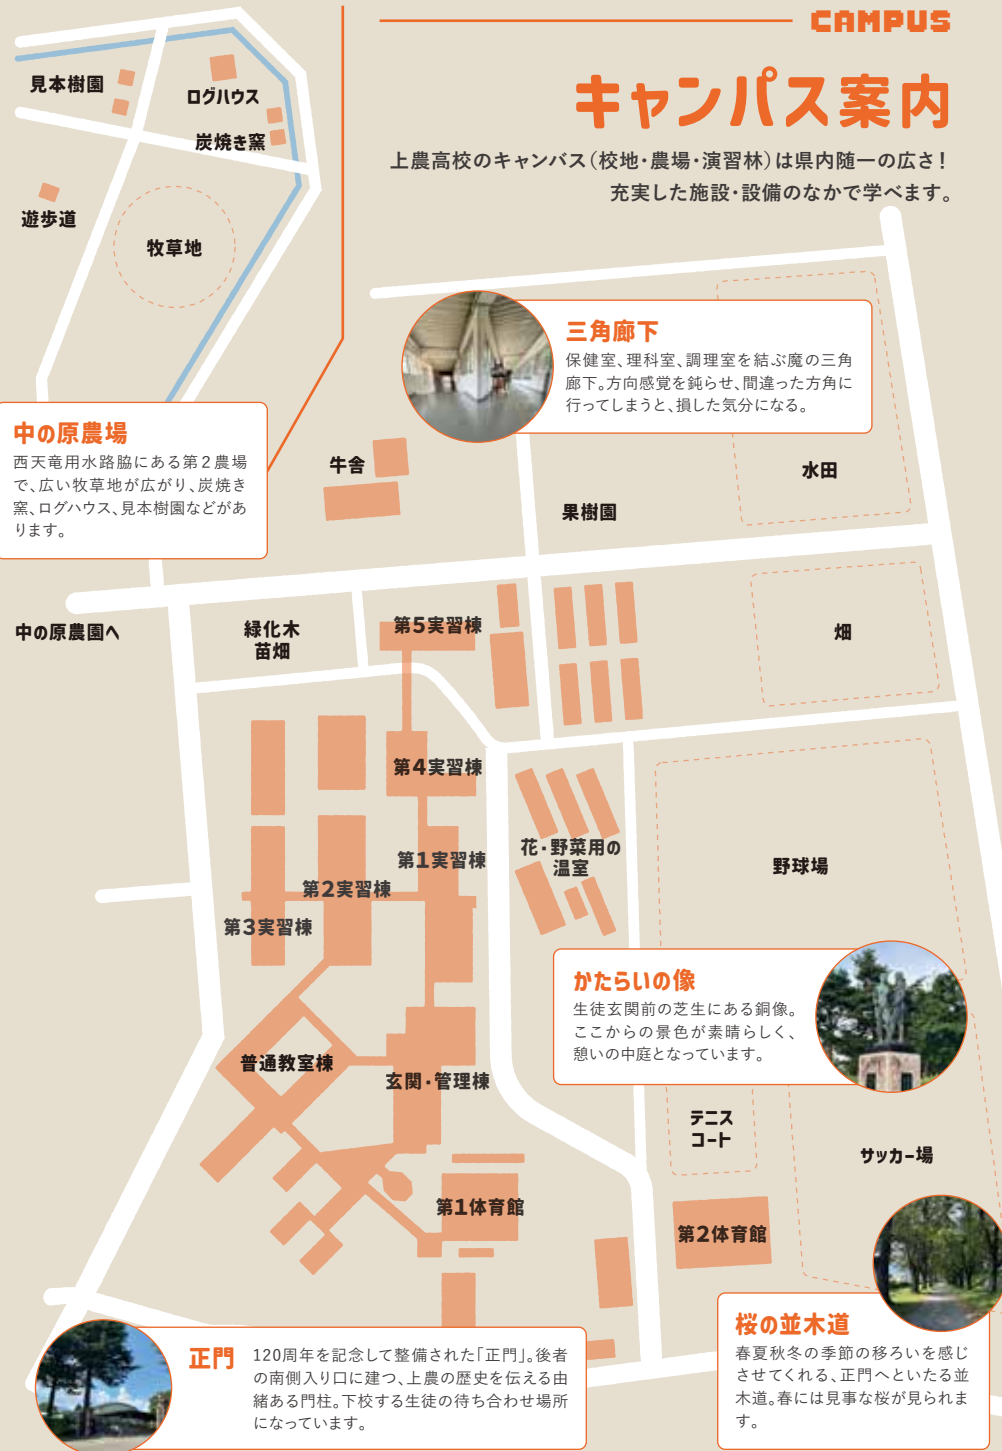 CAMPUS
キャンパス案内
上農高校のキャンバス（校地・農場・演習林）は県内随一の広さ！
充実した施設・設備のなかで学べます。
見本樹園
ログハウス
炭焼き窯
遊歩道
牧草地
三角廊下
保健室、理科室、調理室を結ぶ魔の三角
廊下。方向感覚を鈍らせ、間違った方角に
行ってしまうと、損した気分になる。
中の原農場
西天竜用水路脇にある第２農場
で、広い牧草地が広がり、炭焼き
窯、ログハウス、見本樹園などがあ
ります。
牛舎
水田
果樹園
中の原農園へ
緑化木
苗畑
第5実習棟
畑
第4実習棟
第1実習棟
花・野菜用の
温室
野球場
第2実習棟
第3実習棟
かたらいの像
生徒玄関前の芝生にある銅像。
ここからの景色が素晴らしく、
憩いの中庭となっています。
普通教室棟
玄関・管理棟
テニス
コート
サッカー場
第1体育館
第2体育館
桜の並木道
春夏秋冬の季節の移ろいを感じ
させてくれる、正門へといたる並
木道。春には見事な桜が見られま
す。
正門
120周年を記念して整備された「正門」。後者
の南側入り口に建つ、上農の歴史を伝える由
緒ある門柱。下校する生徒の待ち合わせ場所
になっています。